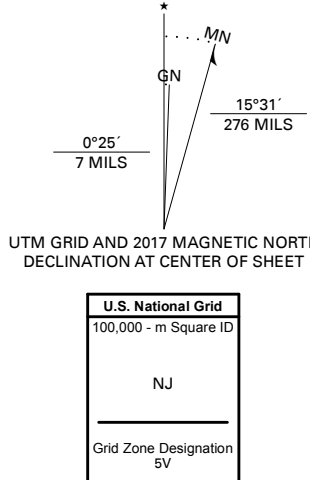 ★
MN
GN
15°31´
276 MILS
0°25´
7 MILS
UTM GRID AND 2017 MAGNETIC NORTH
DECLINATION AT CENTER OF SHEET
U.S. National Grid
100,000 - m Square ID
NJ
Grid Zone Designation
5V